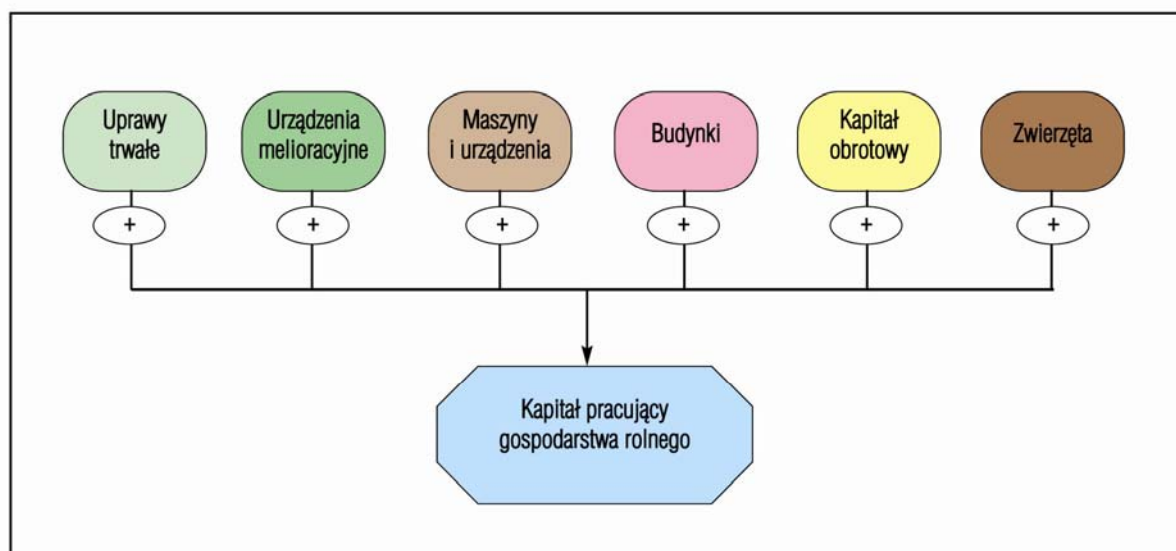 Uprawy
trwałe
Urządzenia
melioracyjne
Maszyny
i urządzenia
Budynki
Kapitał
obrotowy
Zwierzęta
+
+
+
+
+
+
Kapitał pracujący
gospodarstwa rolnego